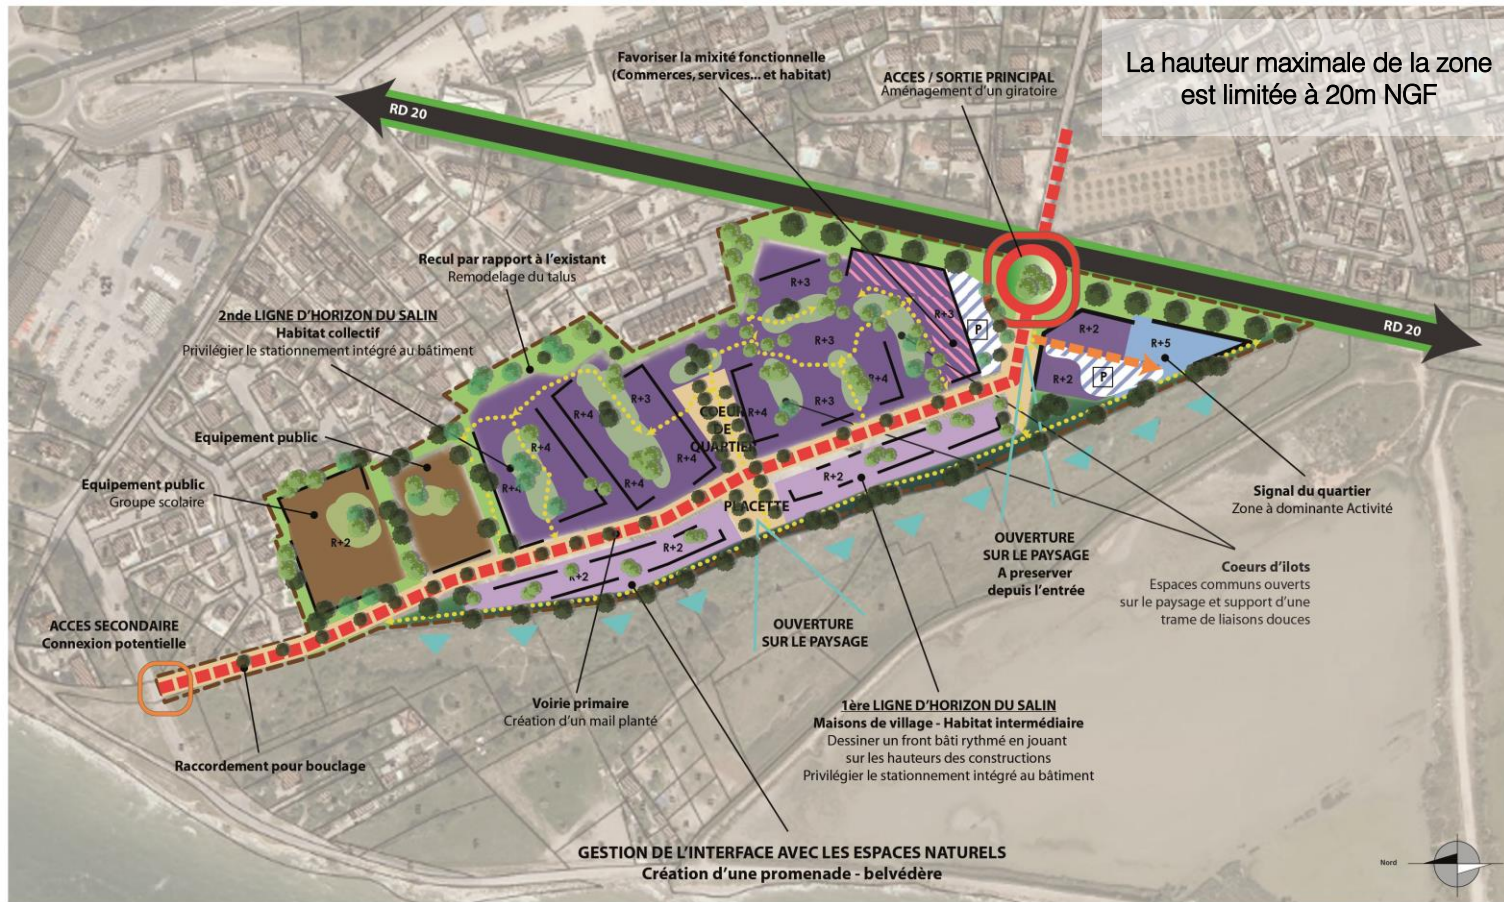 La hauteur maximale de la zone
est limitée à 20m NGF
Favoriser la mixité fonctionnelle
(Commerces, services... et habitat)
ACCES / SORTIE PRINCIPAL
Aménagement d'un giratoire
RD 20
RD 20
Recul par rapport à l'existant
Remodelage du talus
2nde LIGNE D'HORIZON DU SALIN
Habitat collectif
Privilégier le stationnement intégré au bâtiment
Equipement public
Equipement public
Groupe scolaire
R+3
R+3
R+3
R+3
R+4
R+4
R+3
R+4
R+4
R+4
R+4
R+4
R+2
R+2
R+2
R+2
R+2
R+2
R+5
P
P
COEUR
DE
QUARTIER
PLACETTE
ACCES SECONDAIRE
Connexion potentielle
Raccordement pour bouclage
Voirie primaire
Création d'un mail planté
OUVERTURE
SUR LE PAYSAGE
OUVERTURE
SUR LE PAYSAGE
A preserver
depuis l'entrée
Signal du quartier
Zone à dominante Activité
Coeurs d'ilots
Espaces communs ouverts
sur le paysage et support d'une
trame de liaisons douces
1ère LIGNE D'HORIZON DU SALIN
Maisons de village - Habitat intermédiaire
Dessiner un front bâti rythmé en jouant
sur les hauteurs des constructions
Privilégier le stationnement intégré au bâtiment
GESTION DE L'INTERFACE AVEC LES ESPACES NATURELS
Création d'une promenade - belvédère
Nord